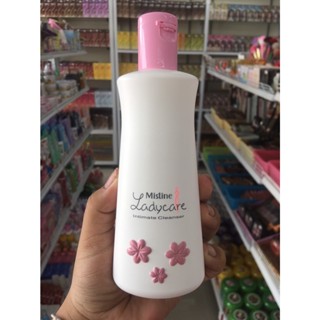 Mistine
Ladycare
Intimate Cleanser